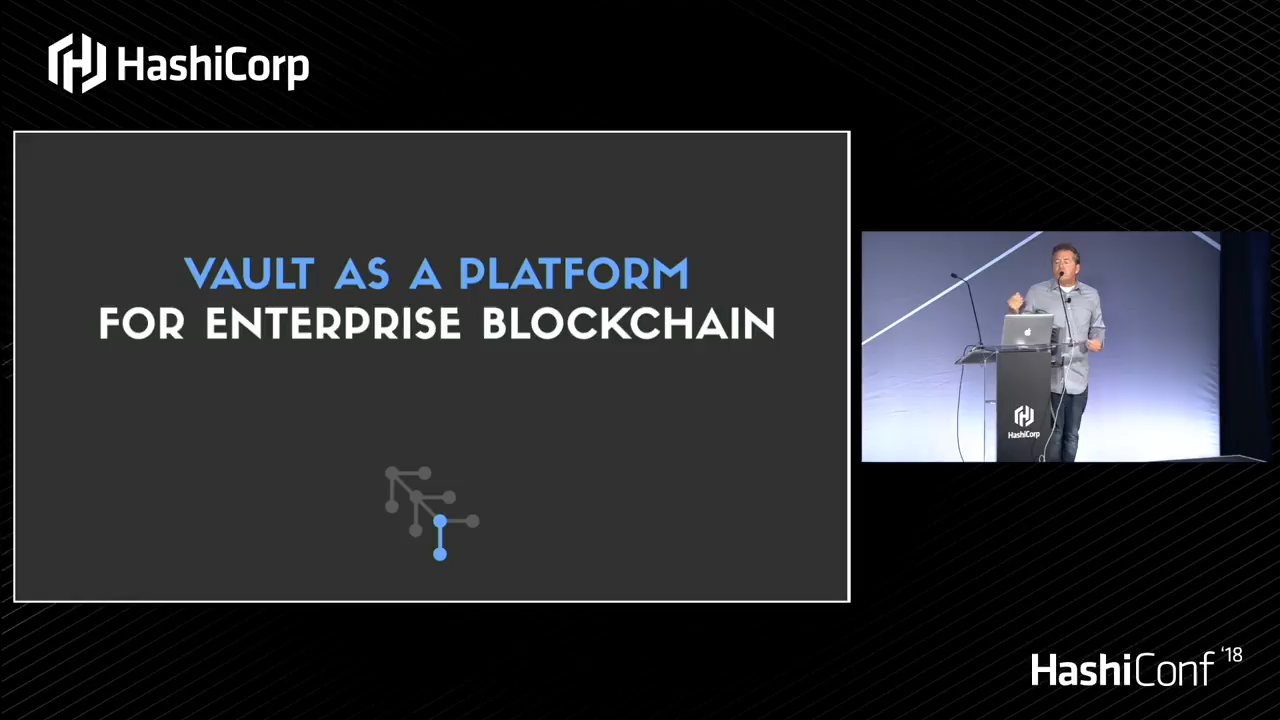 HashiCorp
VAULT AS A PLATFORM
FOR ENTERPRISE BLOCKCHAIN
HashiCorp
HashiConf '18